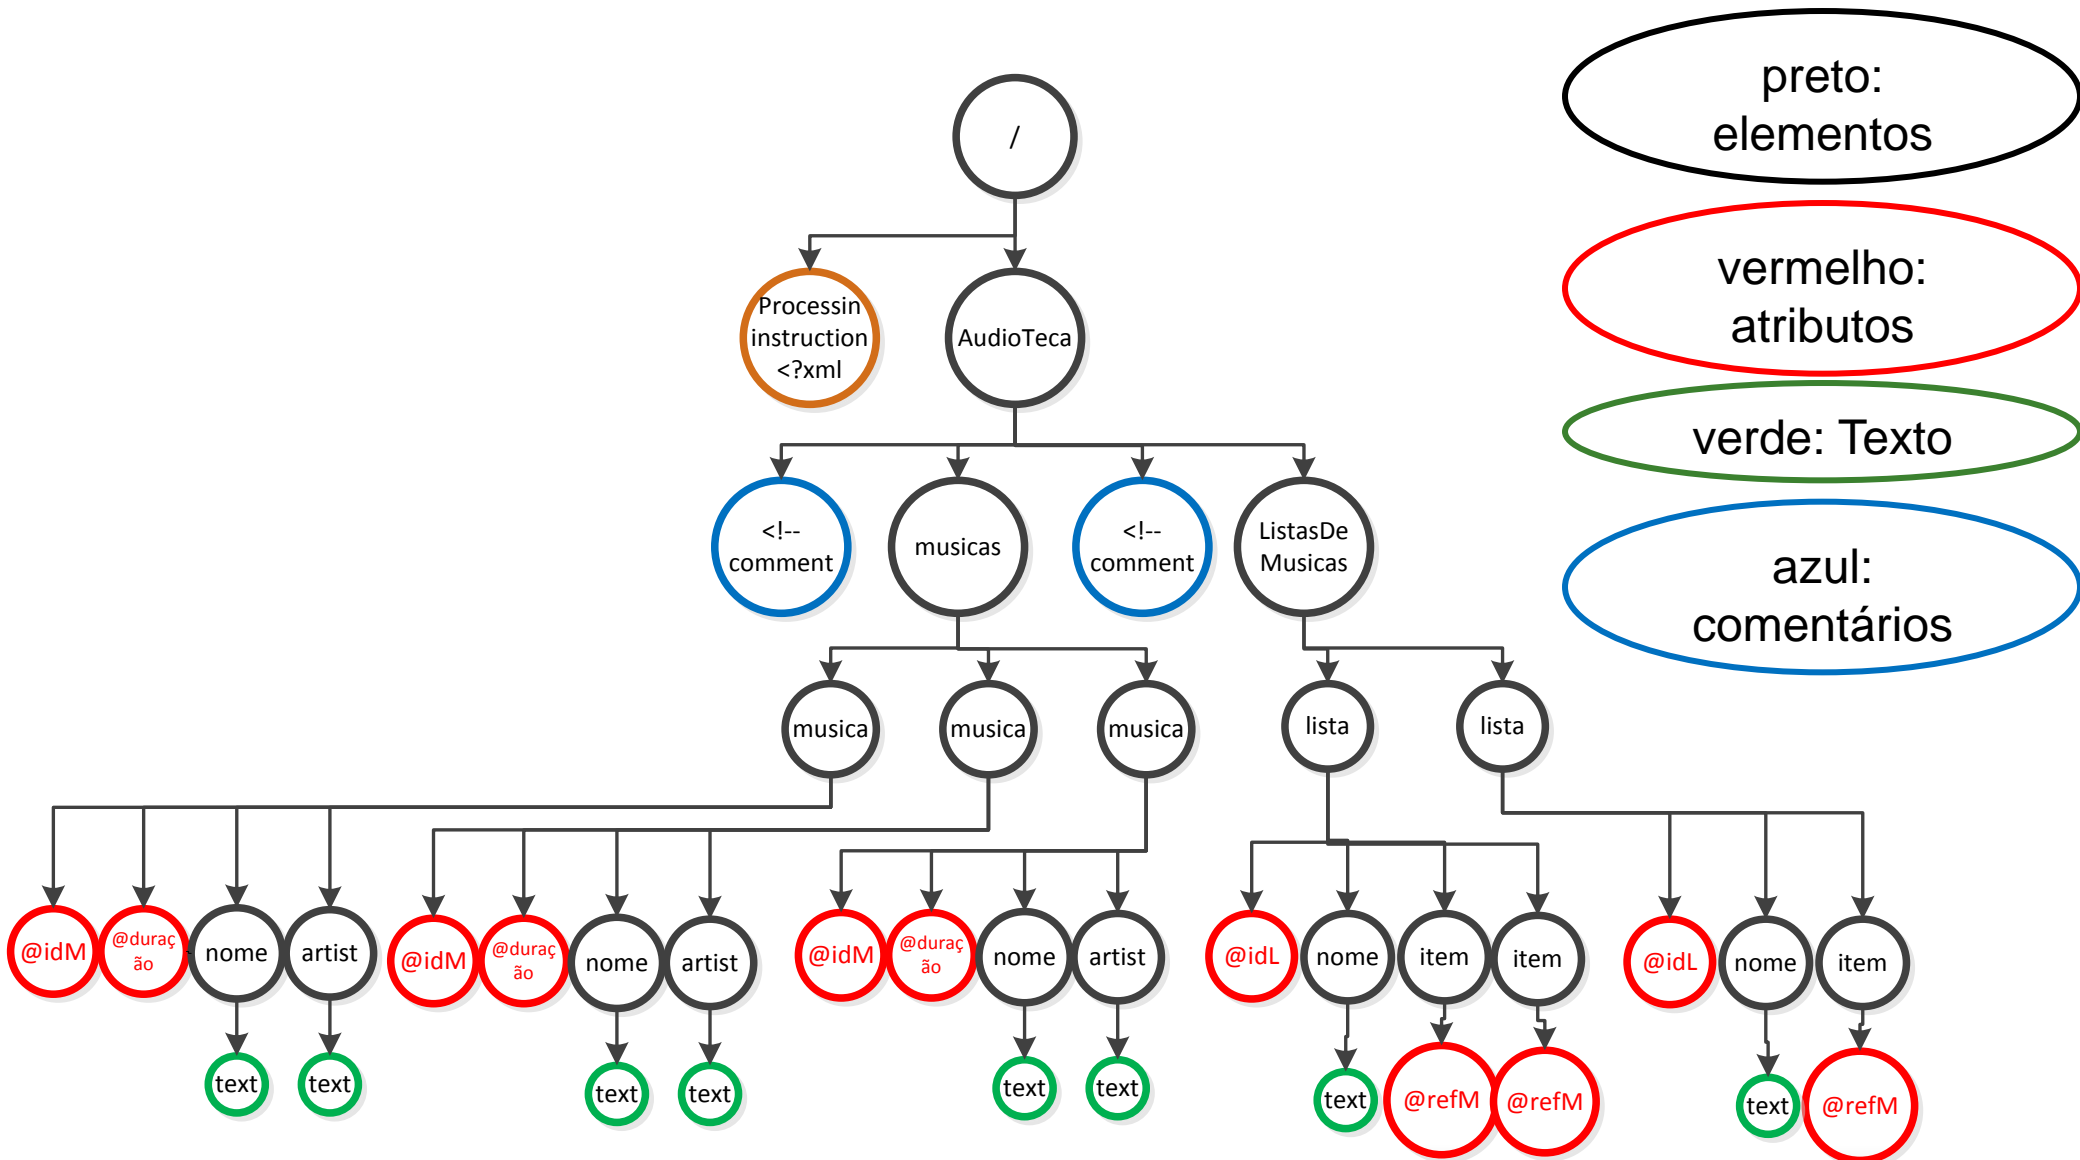 /
preto:
elementos
vermelho:
atributos
verde: Texto
azul:
comentários
Processin
instruction
<?xml
AudioTeca
<!--
comment
musicas
<!--
comment
ListasDe
Musicas
musica
musica
musica
lista
lista
@idM
@duraç
ão
nome
artist
@idM
@duraç
ão
nome
artist
@idM
@duraç
ão
nome
artist
@idL
nome
item
item
@idL
nome
item
text
text
text
text
text
text
text
@refM
@refM
text
@refM